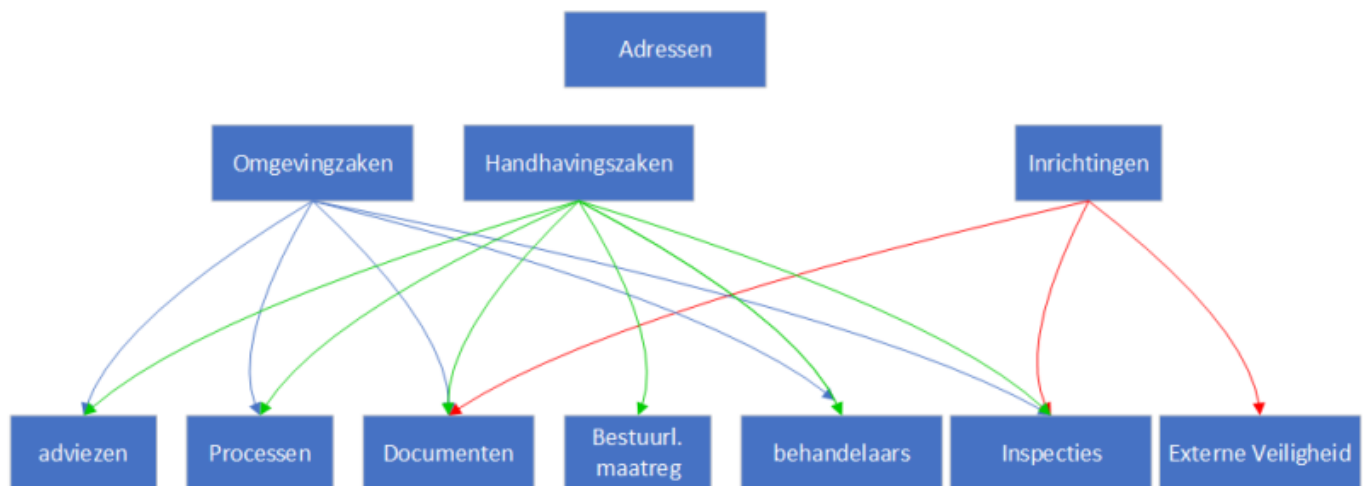 Adressen
Omgevingzaken
Handhavingszaken
Inrichtingen
adviezen
Processen
Documenten
Bestuurl.
maatreg
behandelaars
Inspecties
Externe Veiligheid